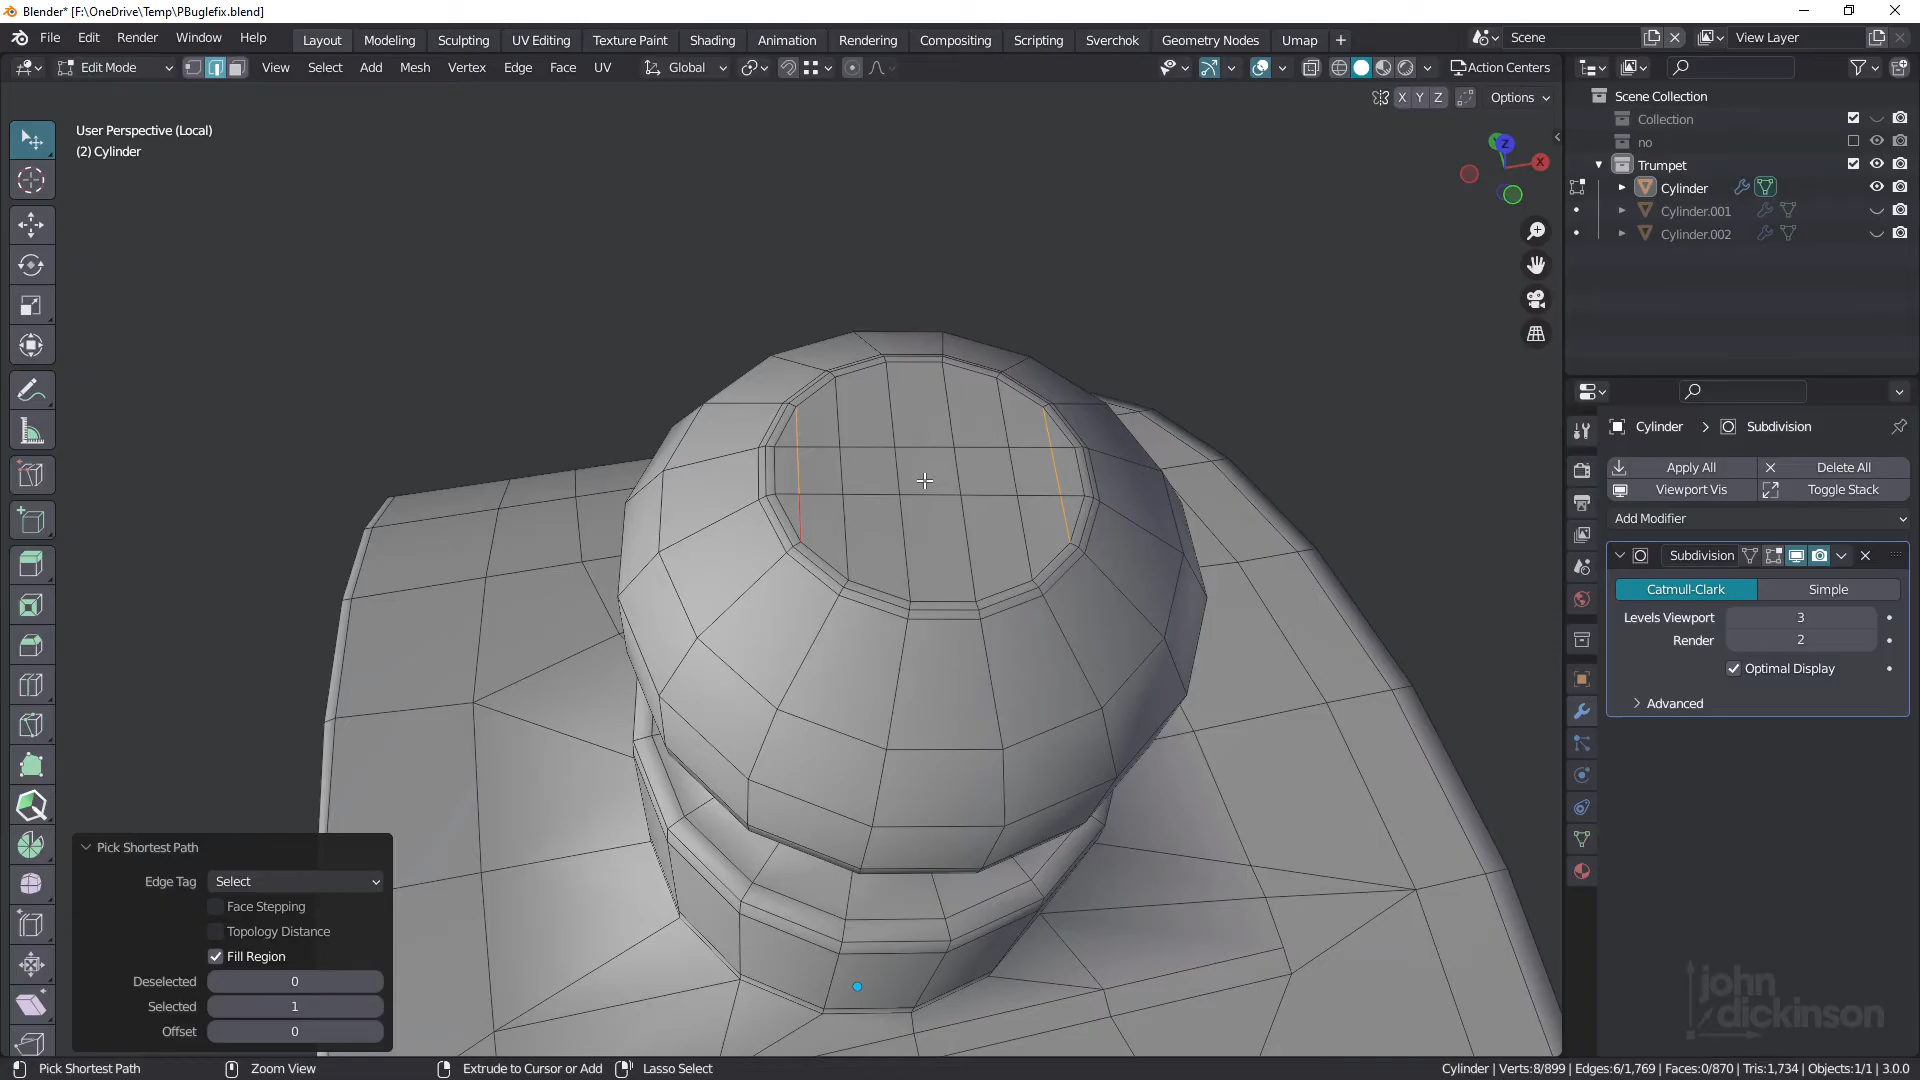 Blender* [F:\OneDrive\Temp\PBuglefix.blend]
File Edit Render Window Help Layout Modeling Sculpting UV Editing Texture Paint Shading Animation Rendering Compositing Scripting Sverchok Geometry Nodes Umap + Scene View Layer
Edit Mode View Select Add Mesh Vertex Edge Face UV Global Action Centers
X Y Z Options
User Perspective (Local)
(2) Cylinder
Z
X
Scene Collection
Collection
no
Trumpet
Cylinder
Cylinder.001
Cylinder.002
Cylinder > Subdivision
Apply All Delete All
Viewport Vis Toggle Stack
Add Modifier
Subdivision
Catmull-Clark Simple
Levels Viewport 3
Render 2
Optimal Display
Advanced
Pick Shortest Path
Edge Tag Select
Face Stepping
Topology Distance
Fill Region
Deselected 0
Selected 1
Offset 0
john
dickinson
Pick Shortest Path Zoom View Extrude to Cursor or Add Lasso Select Cylinder | Verts:8/899 | Edges:6/1,769 | Faces:0/870 | Tris:1,734 | Objects:1/1 | 3.0.0